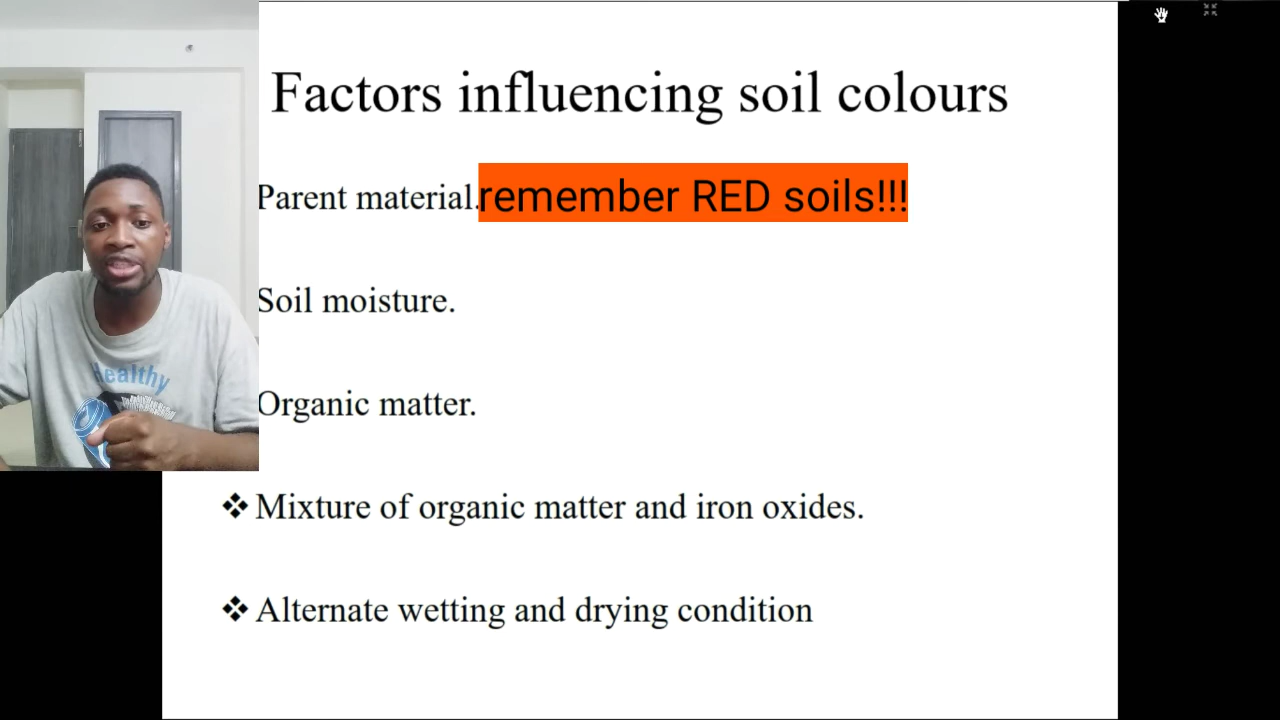 Factors influencing soil colours
Parent material.remember RED soils!!!
Soil moisture.
Organic matter.
❖ Mixture of organic matter and iron oxides.
❖ Alternate wetting and drying condition
ealthy